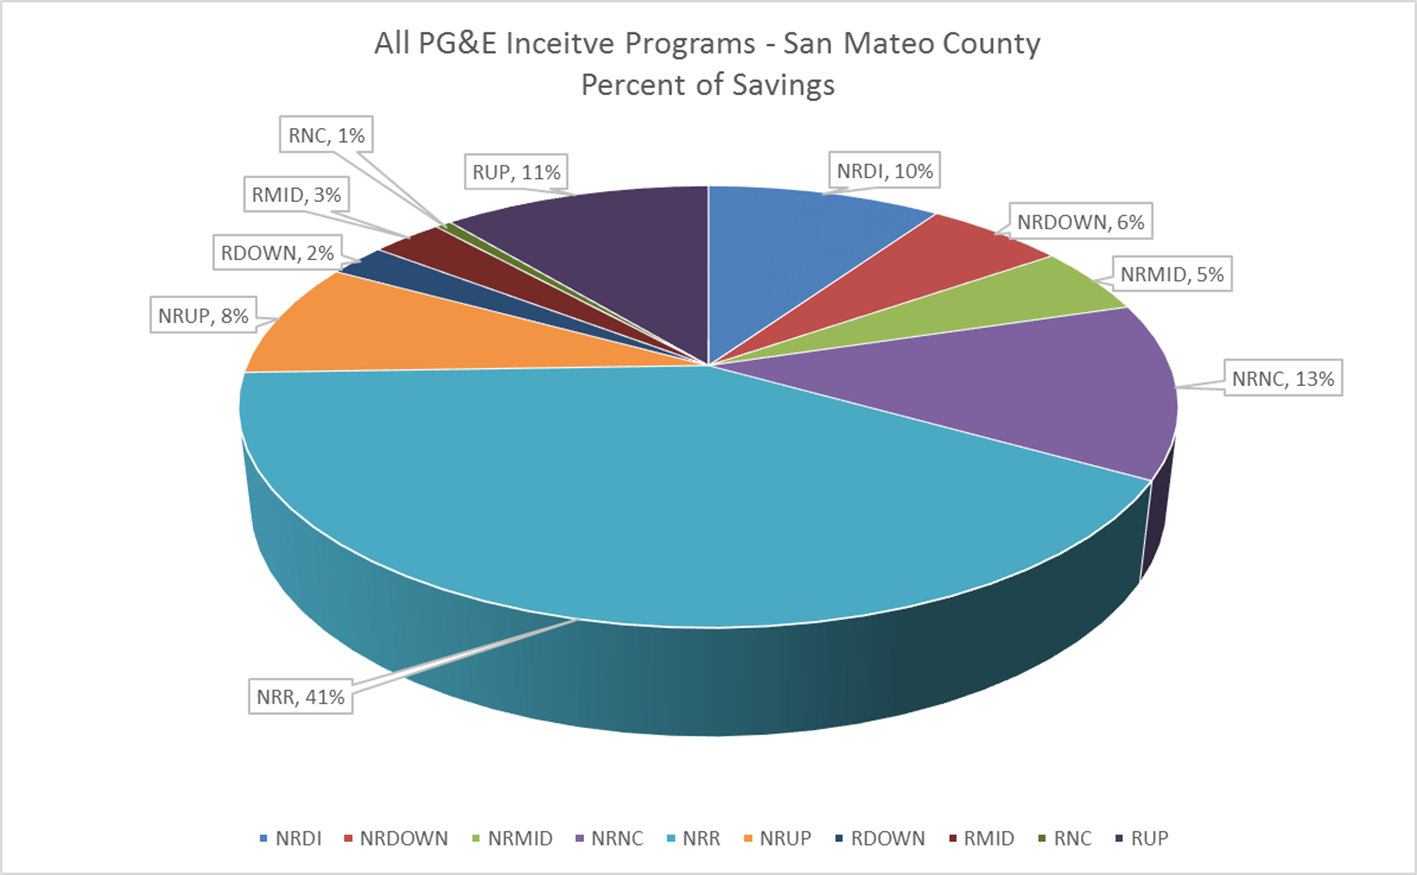 All PG&E Inceitve Programs - San Mateo County
Percent of Savings
RNC, 1%
RUP, 11%
NRDI, 10%
RMID, 3%
NRDOWN, 6%
RDOWN, 2%
NRMID, 5%
NRUP, 8%
NRNC, 13%
NRR, 41%
NRDI NRDOWN NRMID NRNC NRR NRUP RDOWN RMID RNC RUP